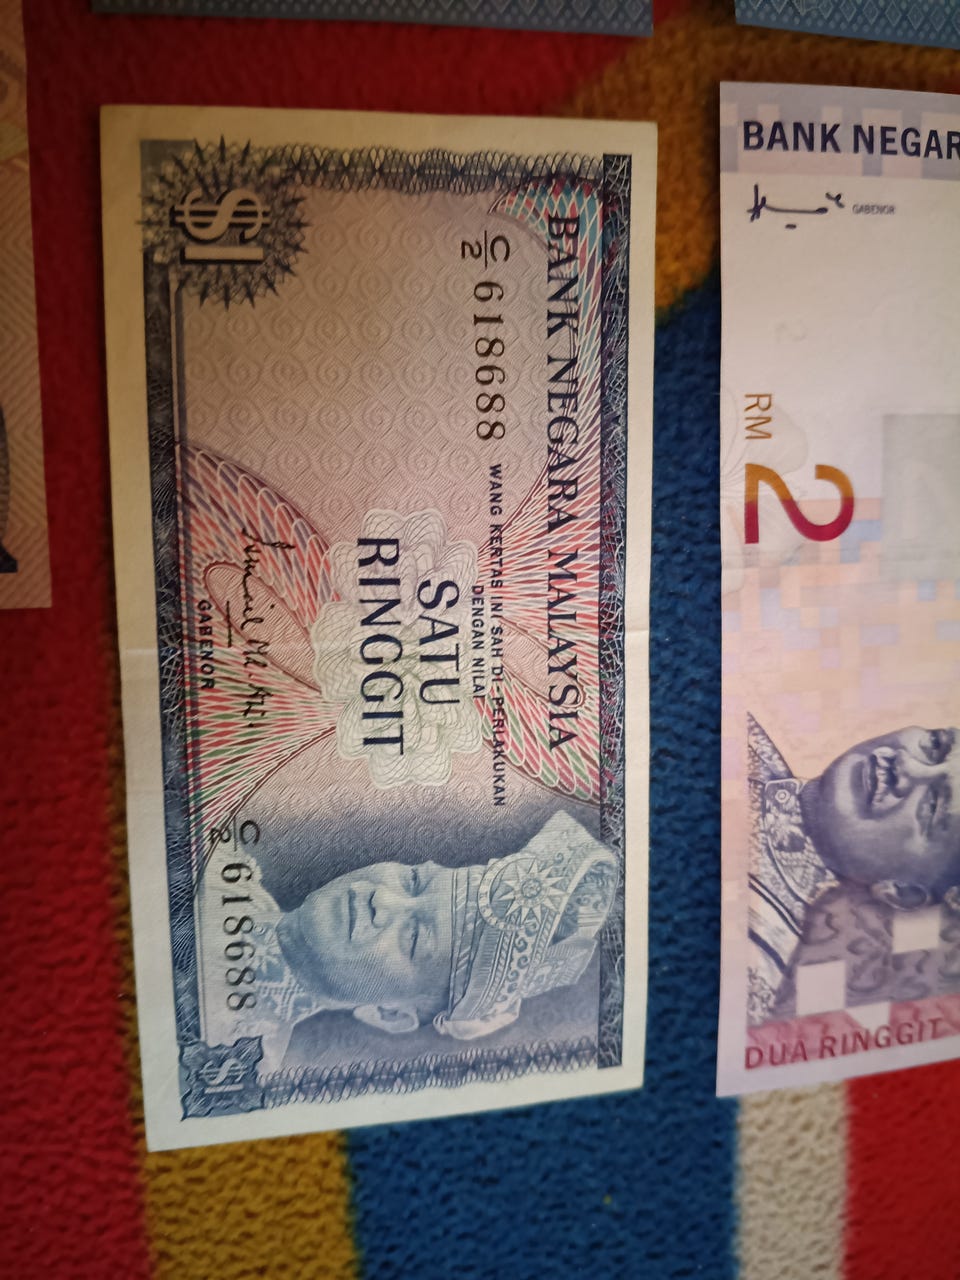 BANK NEGARA MALAYSIA
C/2 618688
WANG KERTAS INI SAH DI-PERLAKUKAN
DENGAN NILAI
SATU
RINGGIT
GABENOR
C/2 618688
$1
$1
BANK NEGAR
GABENOR
RM
2
DUA RINGGIT